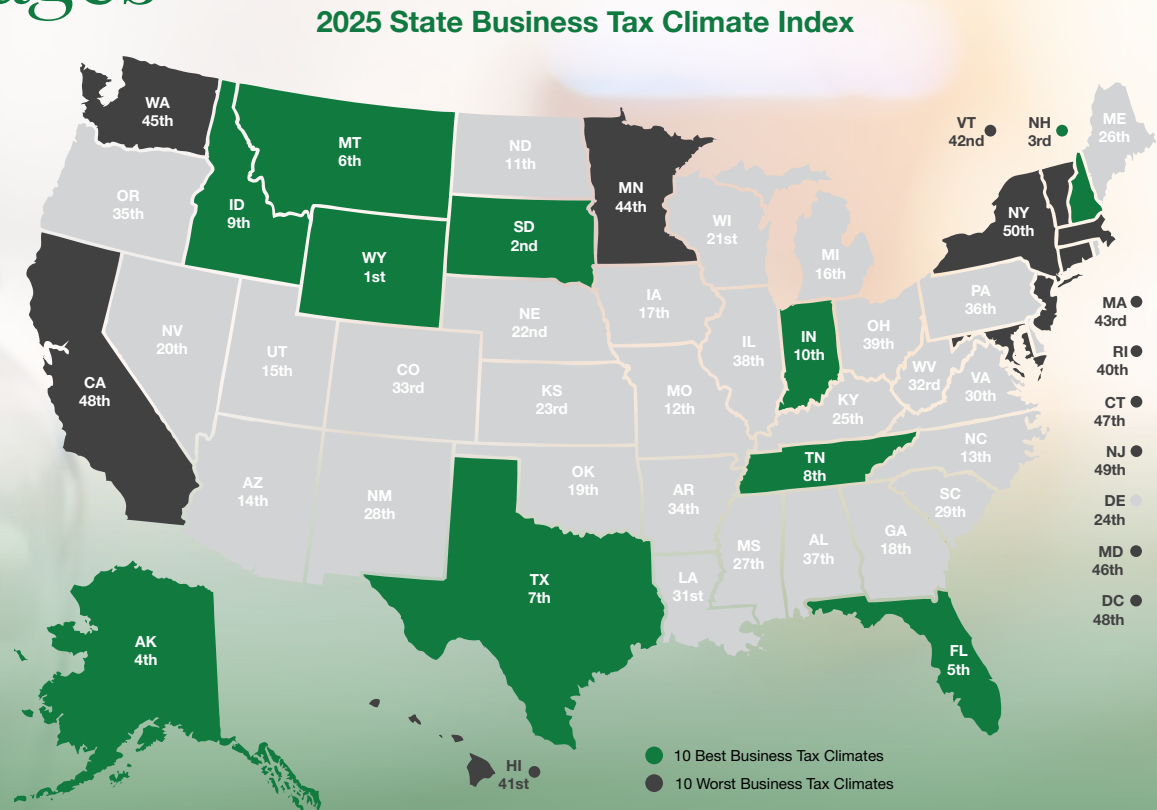 2025 State Business Tax Climate Index
WA
45th
MT
6th
ND
11th
MN
44th
VT
42nd
NH
3rd
ME
26th
OR
35th
ID
9th
SD
2nd
WI
21st
NY
50th
WY
1st
MI
16th
NV
20th
UT
15th
CO
33rd
NE
22nd
IA
17th
IL
38th
IN
10th
OH
39th
PA
36th
MA
43rd
RI
40th
CA
48th
KS
23rd
MO
12th
KY
25th
WV
32rd
VA
30th
CT
47th
NJ
49th
AZ
14th
NM
28th
OK
19th
AR
34th
TN
8th
NC
13th
SC
29th
DE
24th
TX
7th
LA
31st
MS
27th
AL
37th
GA
18th
MD
46th
DC
48th
AK
4th
FL
5th
HI
41st
10 Best Business Tax Climates
10 Worst Business Tax Climates